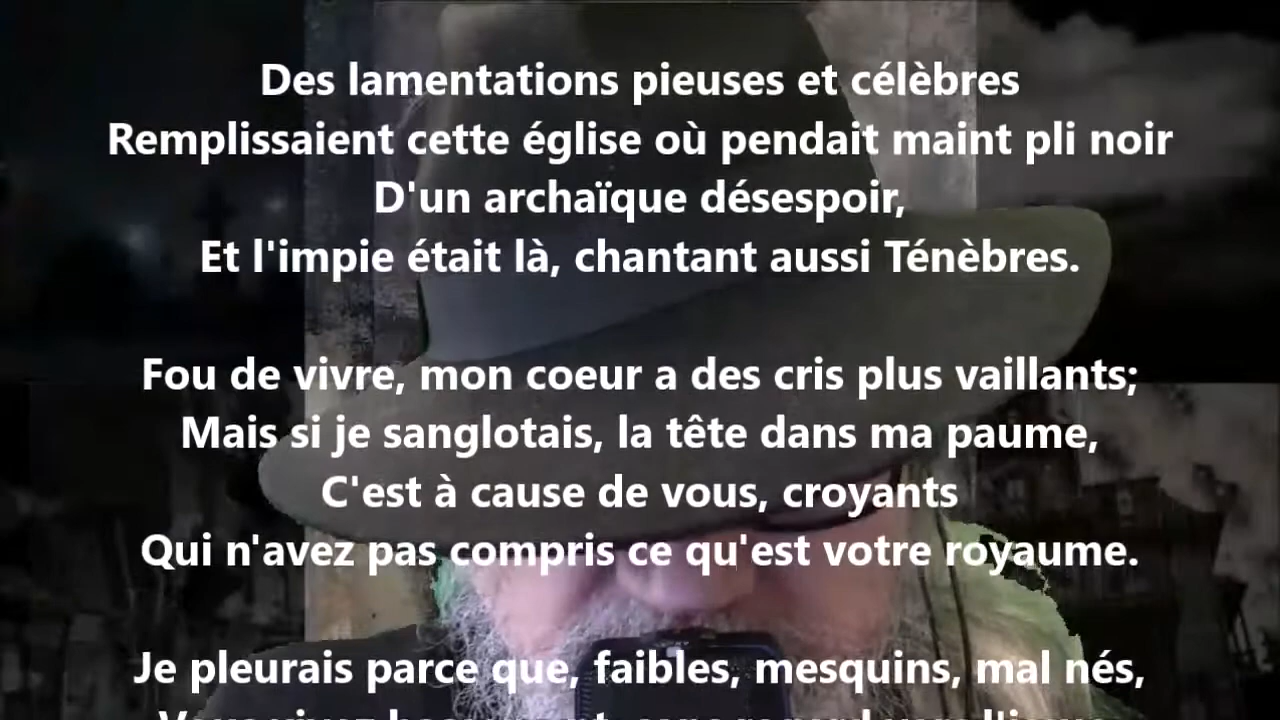 Des lamentations pieuses et célèbres
Remplissaient cette église où pendait maint pli noir
D'un archaïque désespoir,
Et l'impie était là, chantant aussi Ténèbres.
Fou de vivre, mon coeur a des cris plus vaillants;
Mais si je sanglotais, la tête dans ma paume,
C'est à cause de vous, croyants
Qui n'avez pas compris ce qu'est votre royaume.
Je pleurais parce que, faibles, mesquins, mal nés,